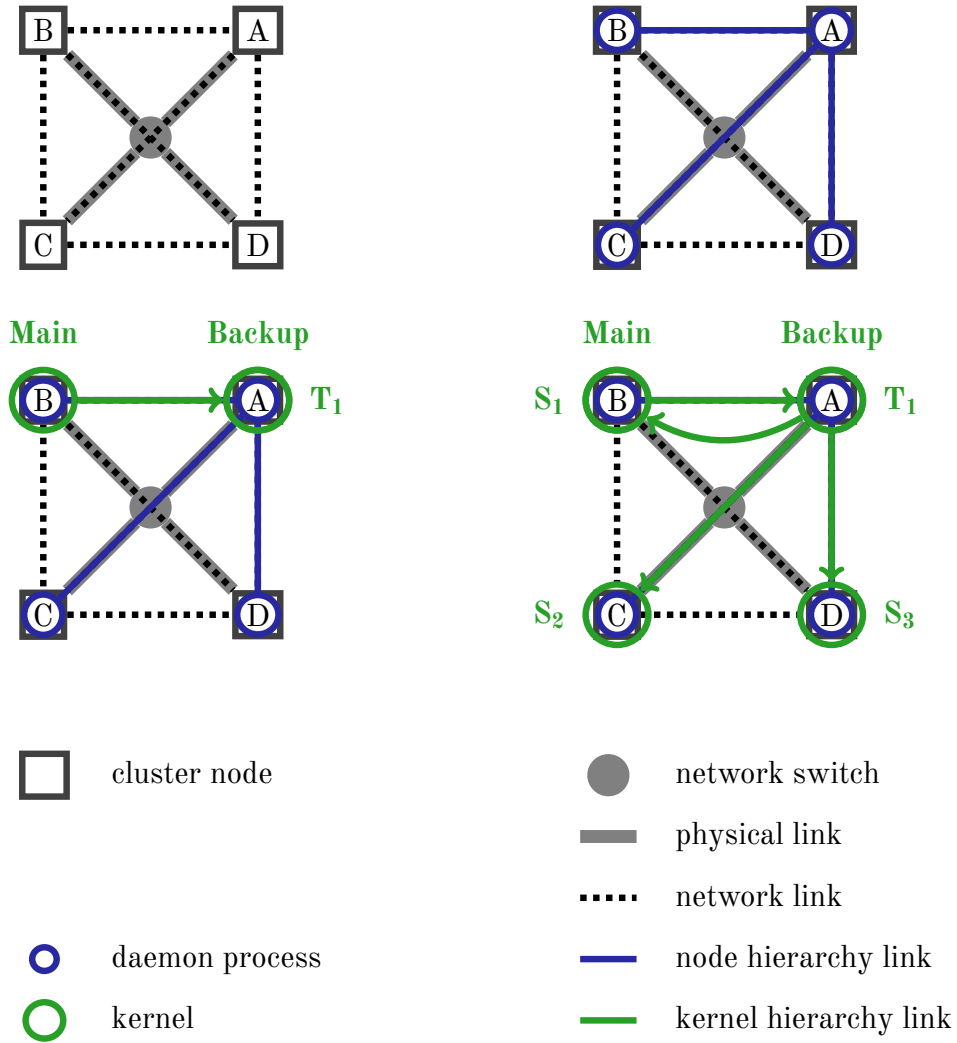 B A B A
C D C D
Main Backup Main Backup
B A T₁ S₁ B A T₁
C D S₂ C D S₃
cluster node network switch
physical link
network link
daemon process node hierarchy link
kernel kernel hierarchy link